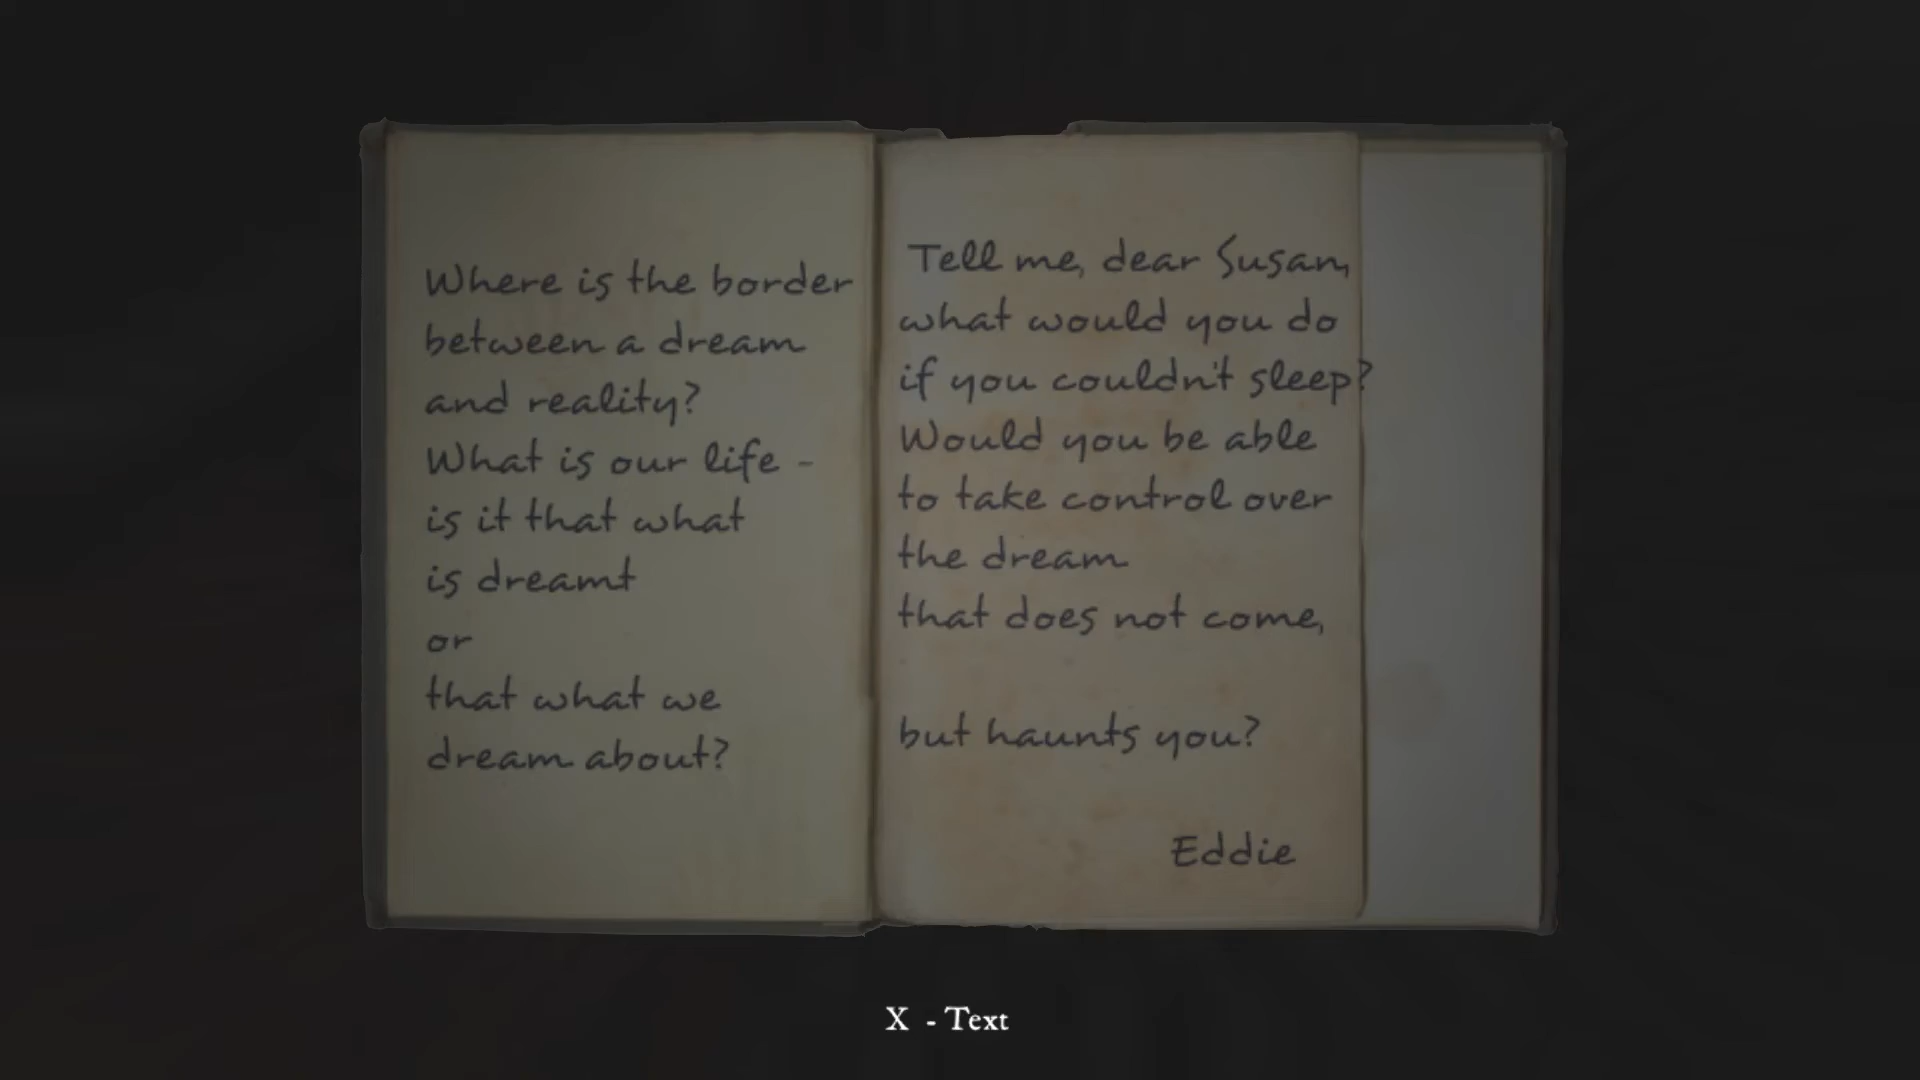 Where is the border
between a dream
and reality?
What is our life -
is it that what
is dreamt
or
that what we
dream about?
Tell me, dear Susan,
what would you do
if you couldn't sleep?
Would you be able
to take control over
the dream
that does not come,
but haunts you?
Eddie
X - Text